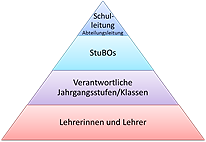 Schul-
leitung
Abteilungsleitung
StuBOs
Verantwortliche
Jahrgangsstufen/Klassen
Lehrerinnen und Lehrer